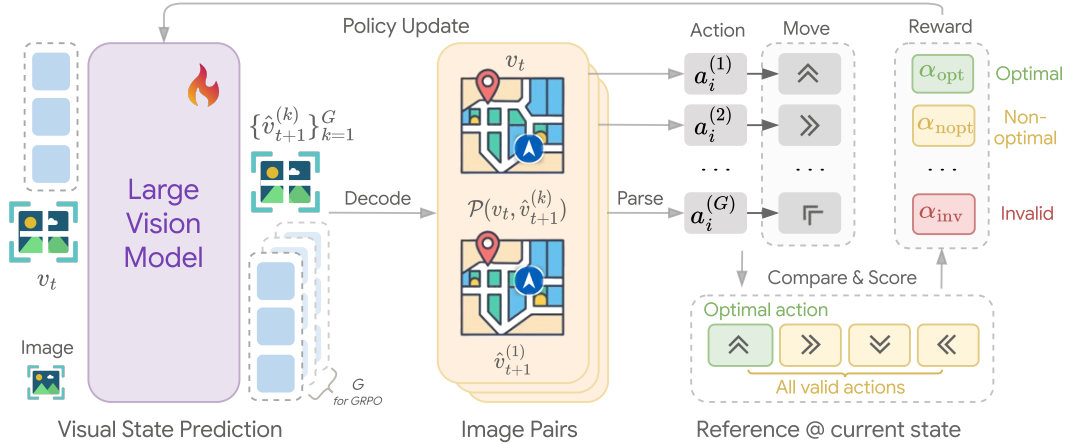 Policy Update
Action
Move
Reward
v_t
a_i^{(1)}
α_opt
Optimal
{v̂_{t+1}^{(k)}}_{k=1}^G
a_i^{(2)}
α_nopt
Non-
optimal
Large
Vision
Model
. . .
. . .
. . .
Decode
P(v_t, v̂_{t+1}^{(k)})
Parse
a_i^{(G)}
α_inv
Invalid
v_t
Compare & Score
Optimal action
Image
v̂_{t+1}^{(1)}
All valid actions
G
for GRPO
Visual State Prediction
Image Pairs
Reference @ current state